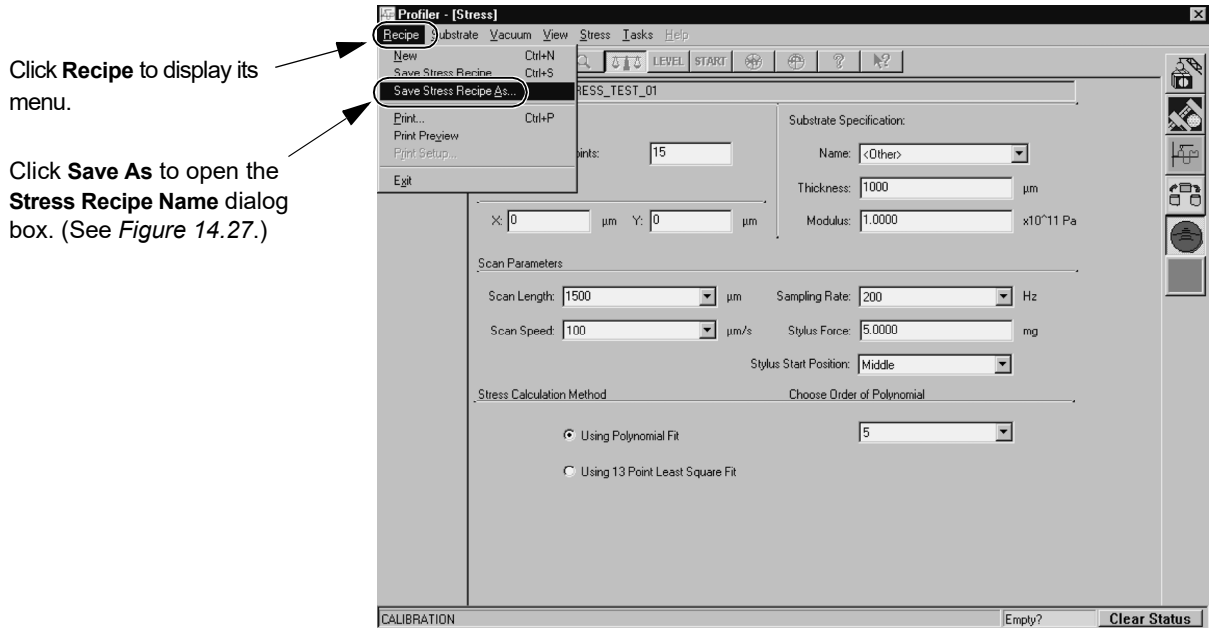 Click Recipe to display its
menu.
Click Save As to open the
Stress Recipe Name dialog
box. (See Figure 14.27.)
Profiler - [Stress]
Recipe Substrate Vacuum View Stress Tasks Help
New Ctrl+N
Save Stress Recipe Ctrl+S
Save Stress Recipe As...
Print... Ctrl+P
Print Preview
Print Setup...
Exit
LEVEL START
RESS_TEST_01
Substrate Specification:
oints: 15
Name: <Other>
Thickness: 1000 µm
X: 0 µm Y: 0 µm
Modulus: 1.0000 x10^11 Pa
Scan Parameters
Scan Length: 1500 µm
Sampling Rate: 200 Hz
Scan Speed: 100 µm/s
Stylus Force: 5.0000 mg
Stylus Start Position: Middle
Stress Calculation Method
Choose Order of Polynomial
Using Polynomial Fit
5
Using 13 Point Least Square Fit
CALIBRATION
Empty?
Clear Status